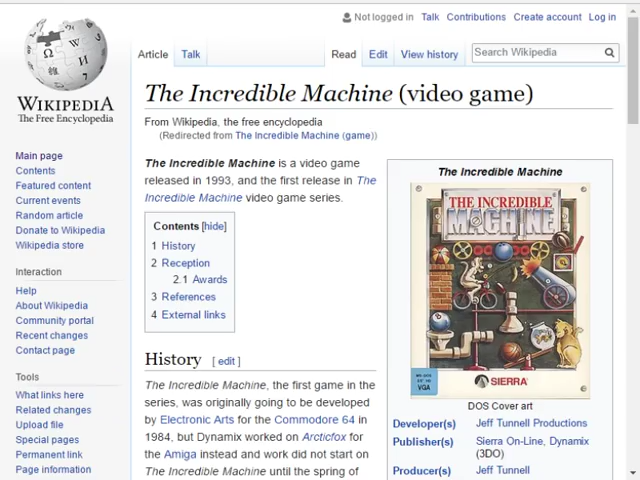 Not logged in Talk Contributions Create account Log in
Article Talk Read Edit View history Search Wikipedia
WIKIPEDIA
The Free Encyclopedia
Main page
Contents
Featured content
Current events
Random article
Donate to Wikipedia
Wikipedia store
Interaction
Help
About Wikipedia
Community portal
Recent changes
Contact page
Tools
What links here
Related changes
Upload file
Special pages
Permanent link
Page information
The Incredible Machine (video game)
From Wikipedia, the free encyclopedia
(Redirected from The Incredible Machine (game))
The Incredible Machine is a video game
released in 1993, and the first release in The
Incredible Machine video game series.
Contents [hide]
1 History
2 Reception
2.1 Awards
3 References
4 External links
History [ edit ]
The Incredible Machine, the first game in the
series, was originally going to be developed
by Electronic Arts for the Commodore 64 in
1984, but Dynamix worked on Arcticfox for
the Amiga instead and work did not start on
The Incredible Machine until the spring of
The Incredible Machine
THE INCREDIBLE
MACHINE
VGA
SIERRA
DOS Cover art
Developer(s) Jeff Tunnell Productions
Publisher(s) Sierra On-Line, Dynamix
(3DO)
Producer(s) Jeff Tunnell